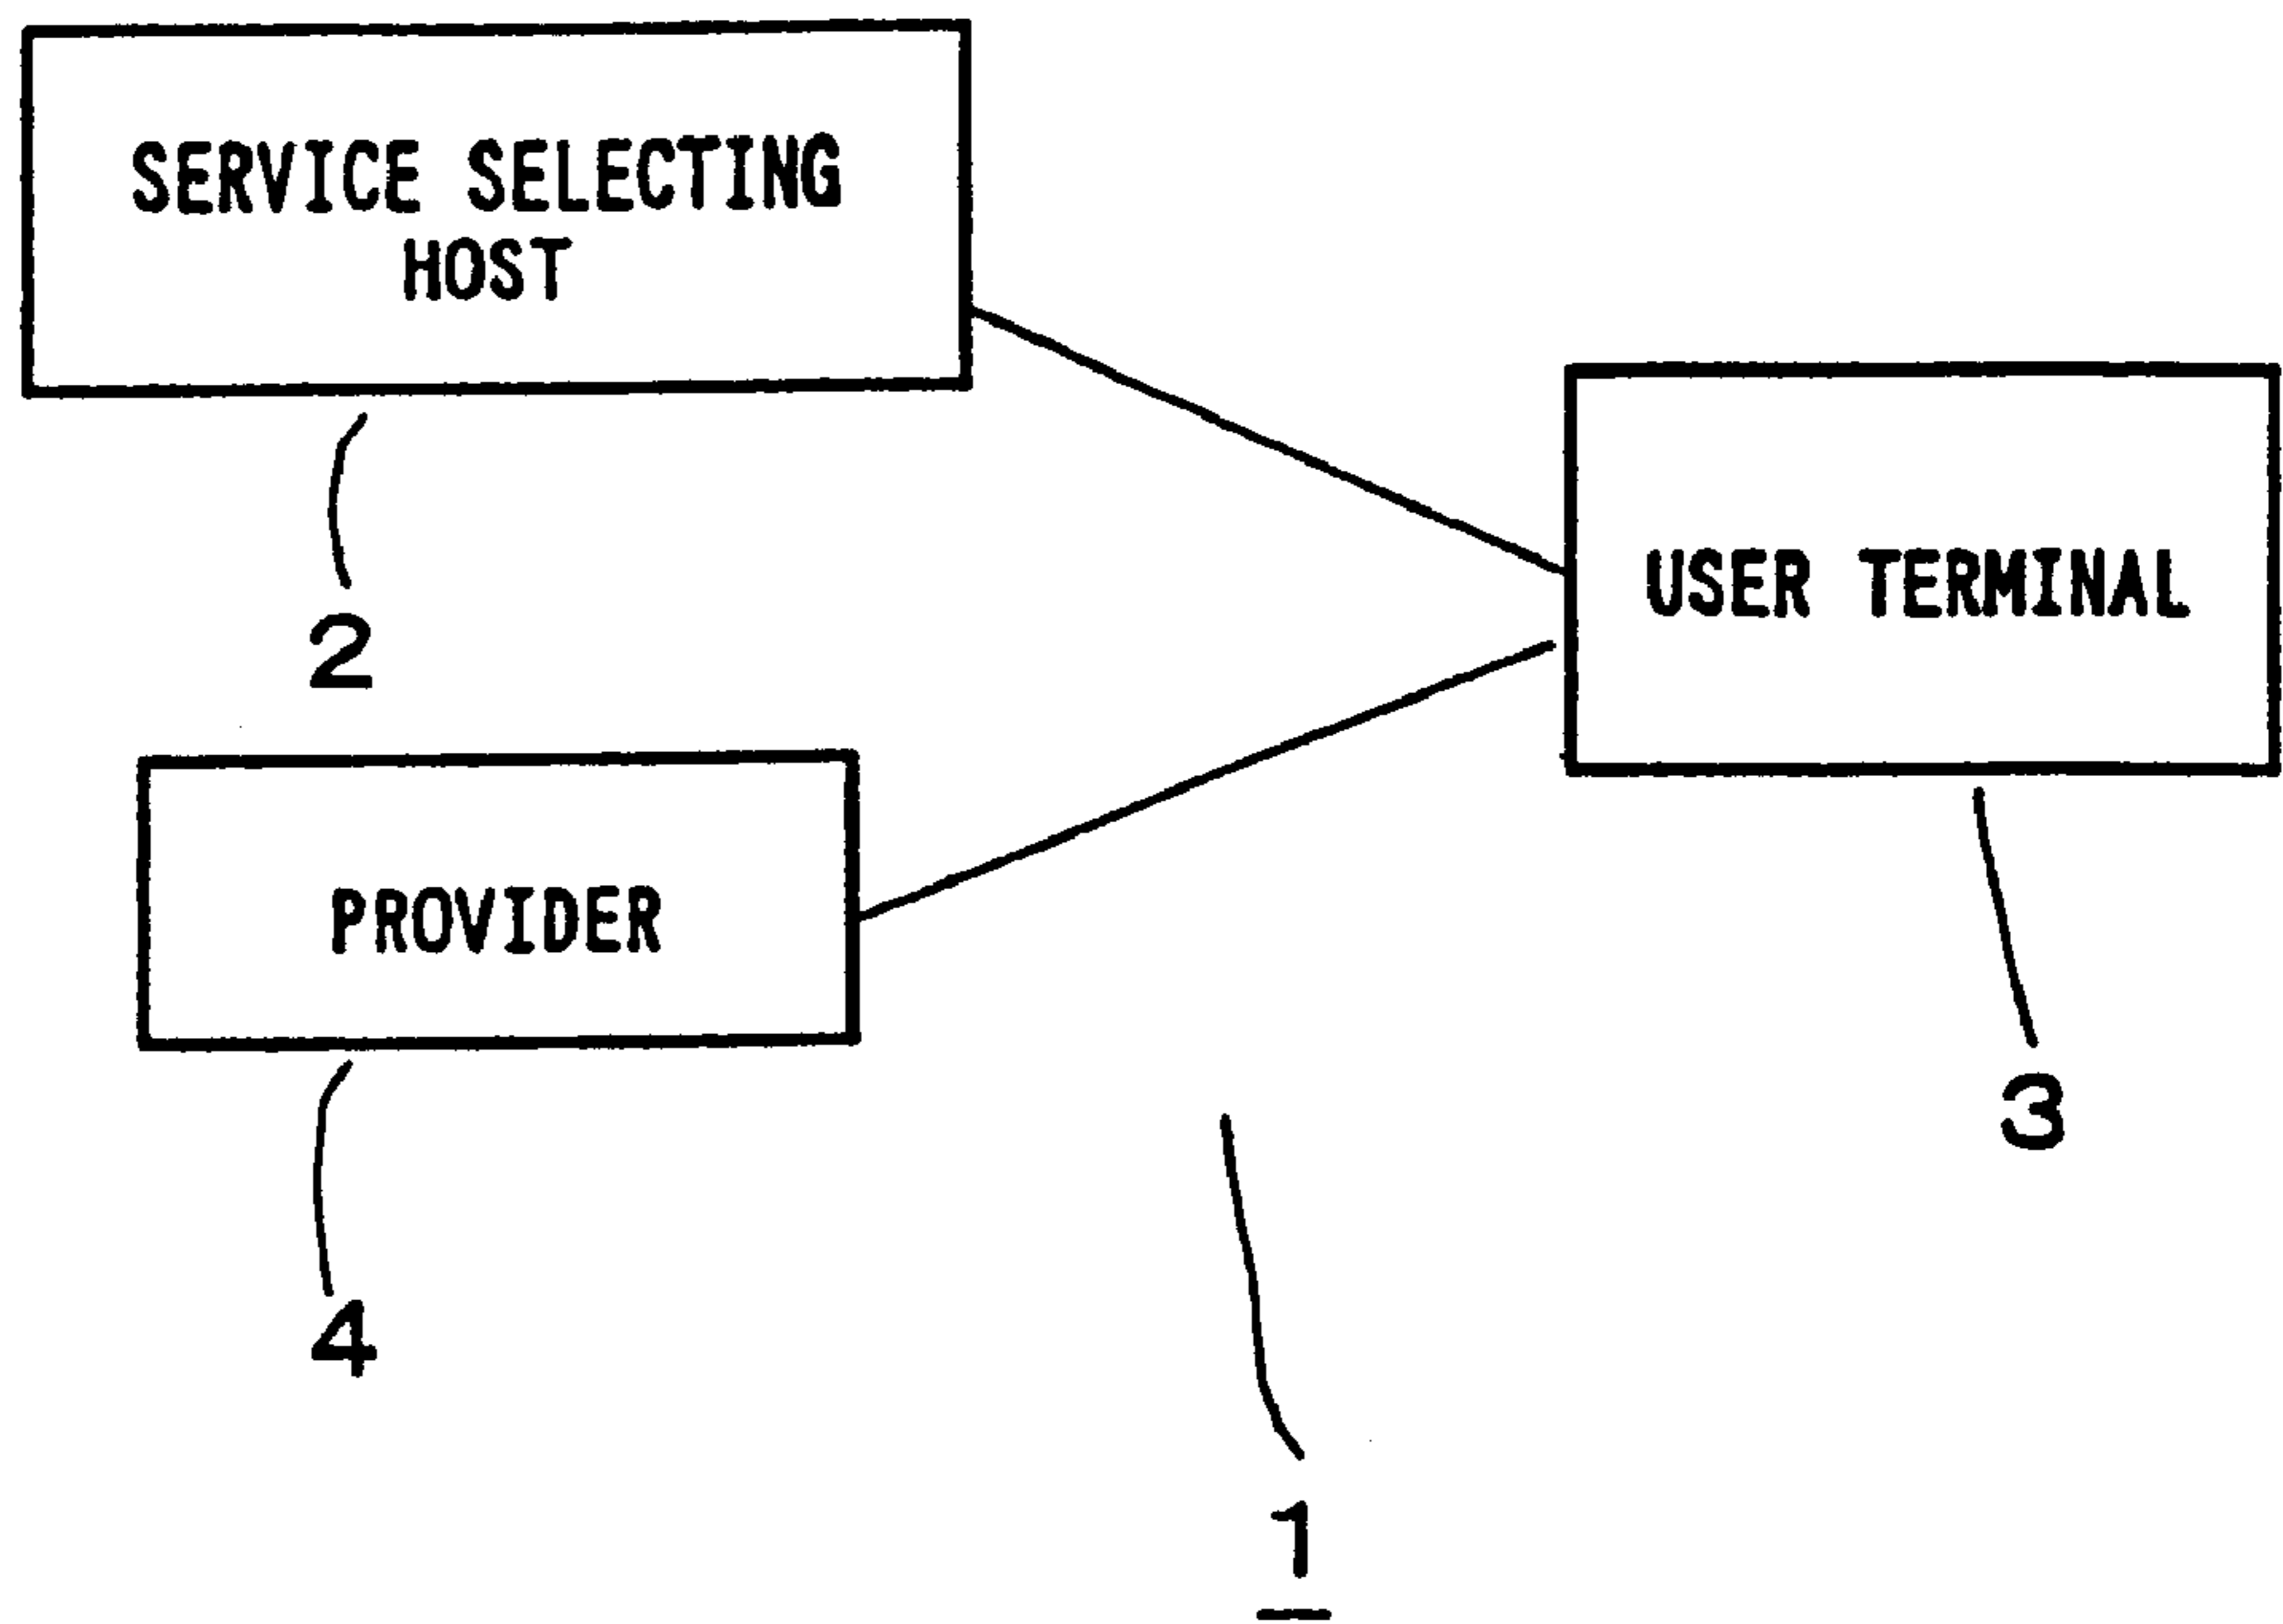 SERVICE SELECTING
HOST
2
USER TERMINAL
3
PROVIDER
4
1